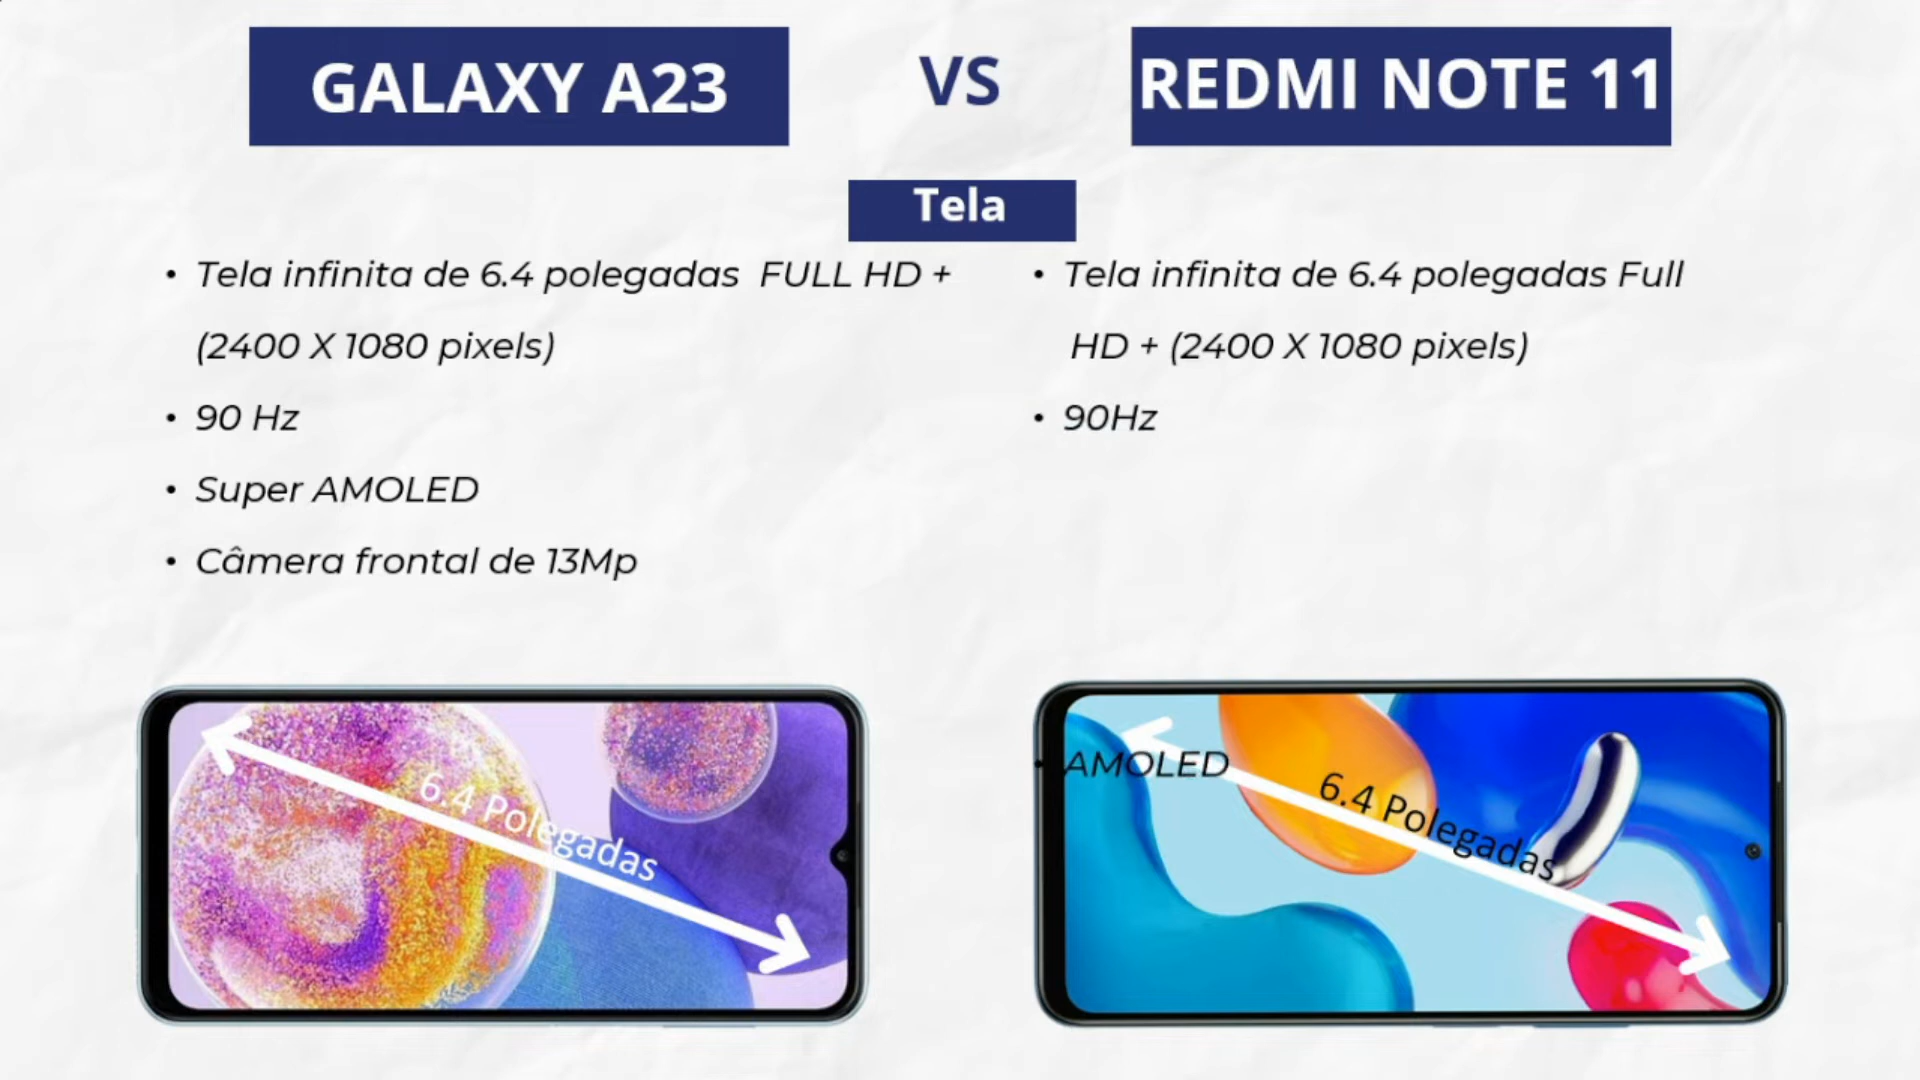 GALAXY A23
VS
REDMI NOTE 11
Tela
• Tela infinita de 6.4 polegadas FULL HD +
(2400 X 1080 pixels)
• 90 Hz
• Super AMOLED
• Câmera frontal de 13Mp
• Tela infinita de 6.4 polegadas Full
HD + (2400 X 1080 pixels)
• 90Hz
• AMOLED
6.4 Polegadas
6.4 Polegadas